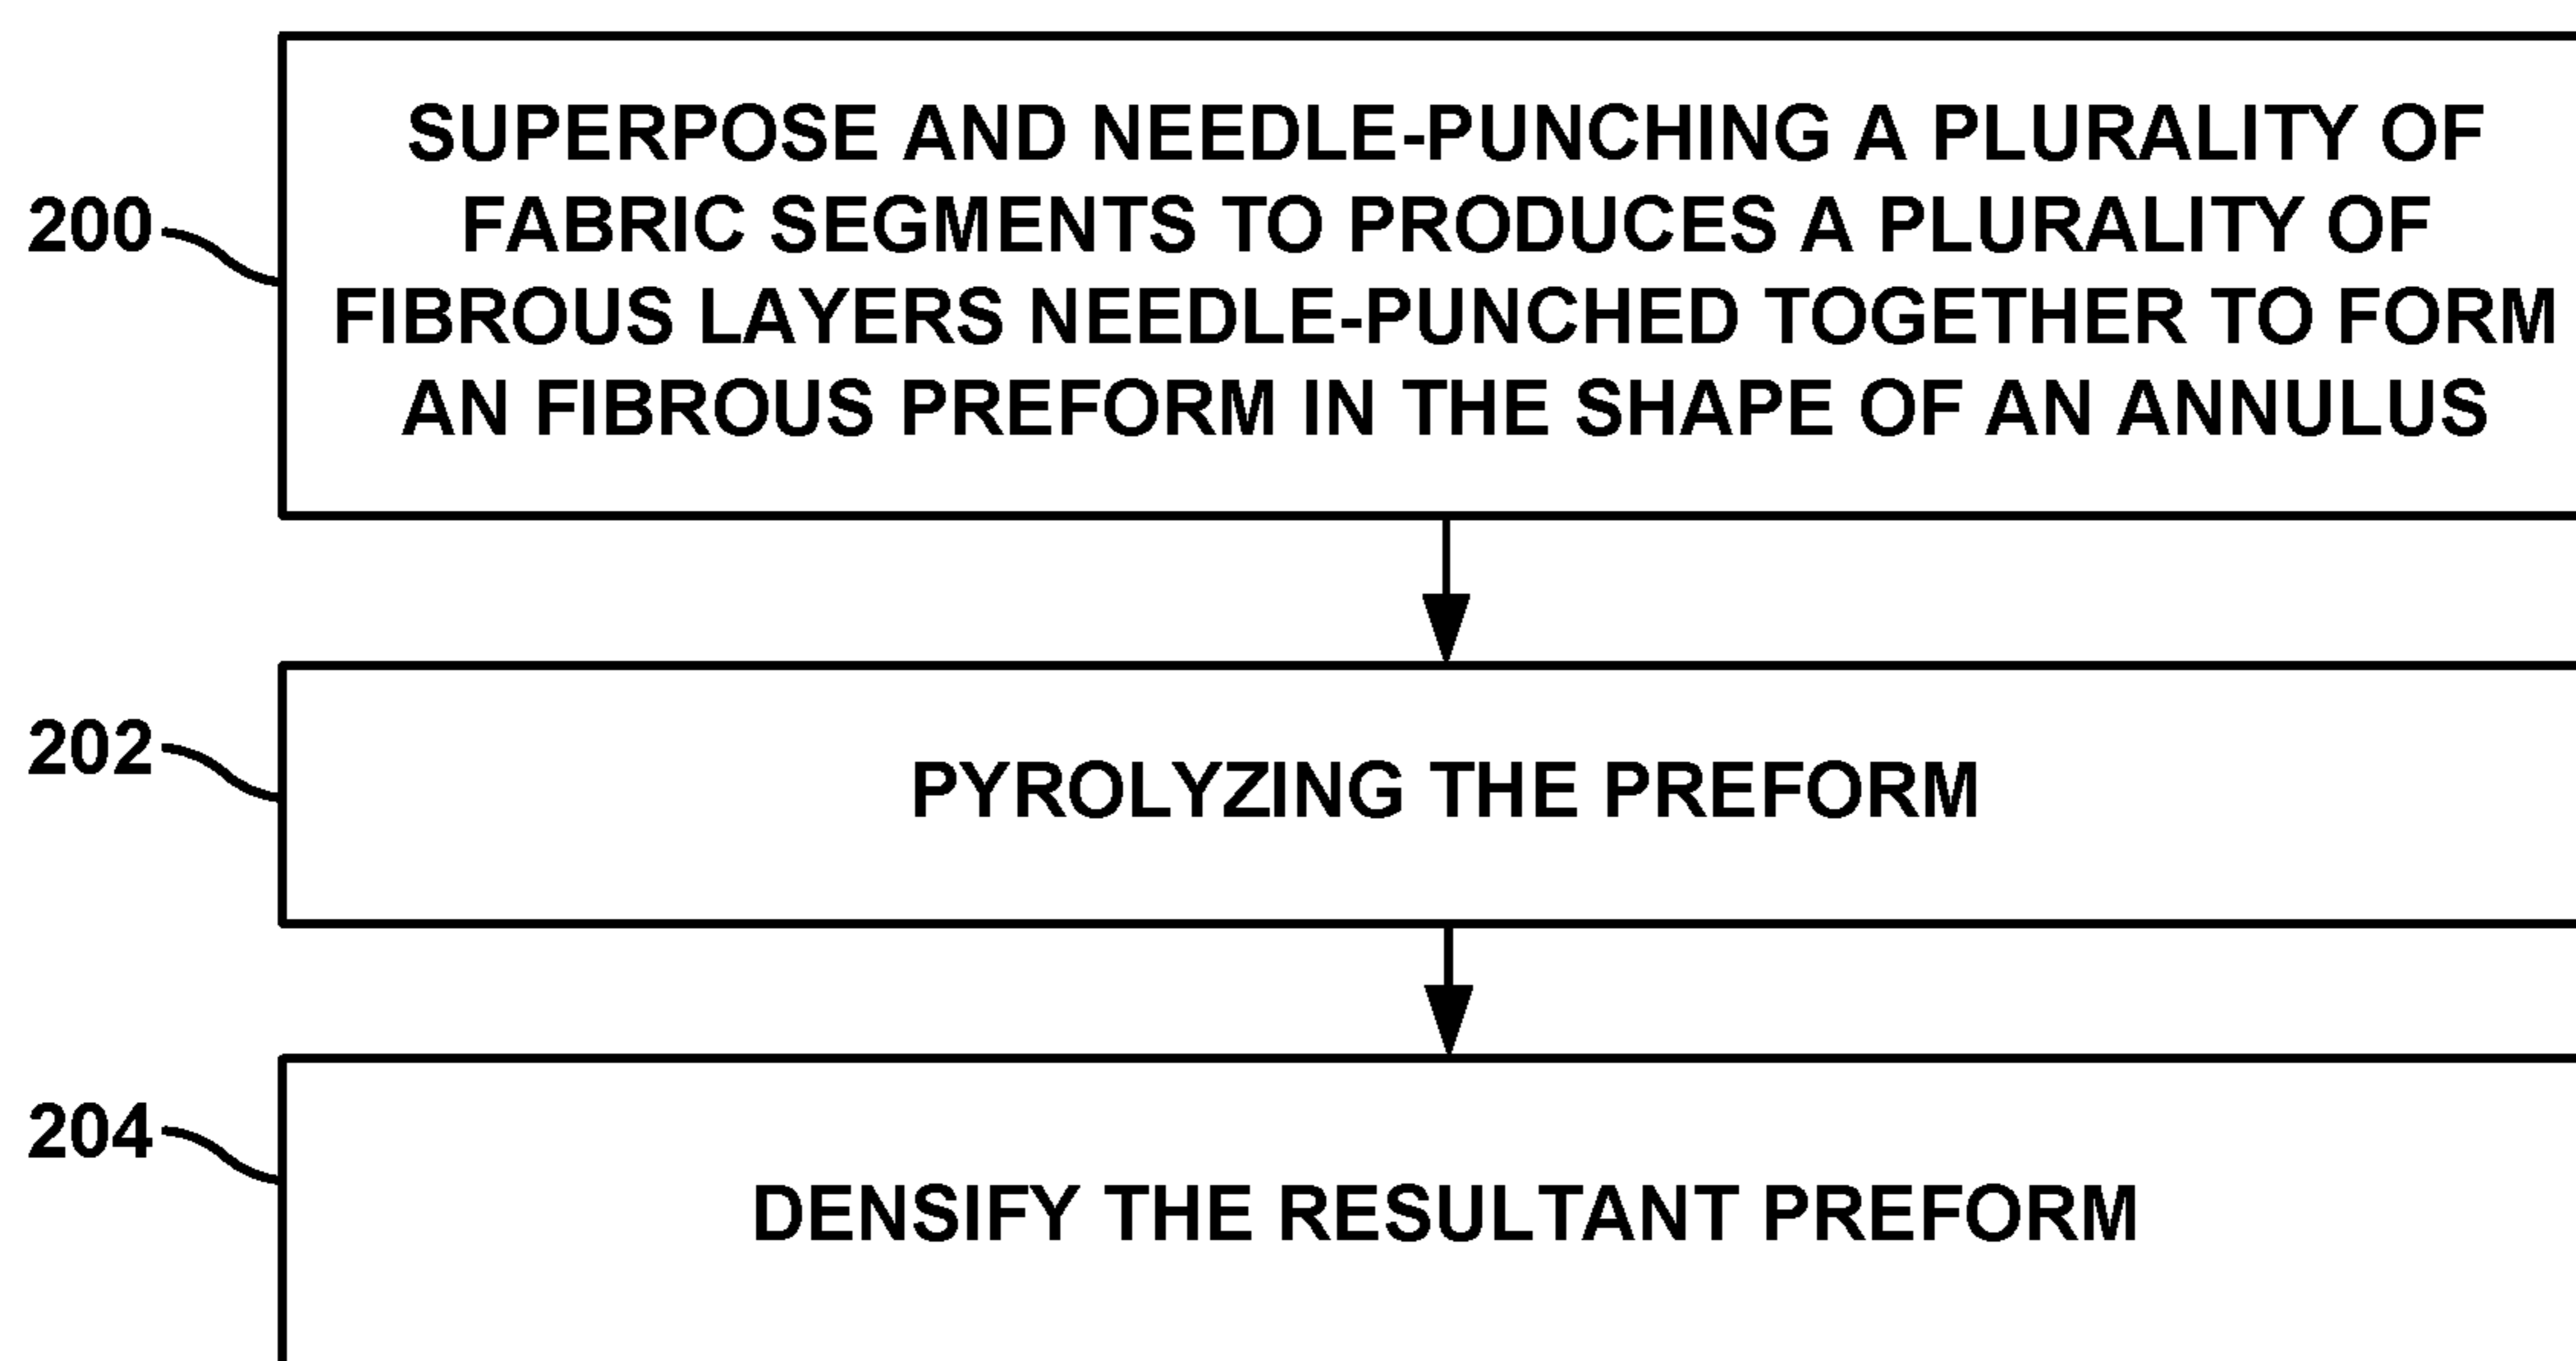 SUPERPOSE AND NEEDLE-PUNCHING A PLURALITY OF
FABRIC SEGMENTS TO PRODUCES A PLURALITY OF
200
FIBROUS LAYERS NEEDLE-PUNCHED TOGETHER TO FORM
AN FIBROUS PREFORM IN THE SHAPE OF AN ANNULUS
202
PYROLYZING THE PREFORM
204
DENSIFY THE RESULTANT PREFORM